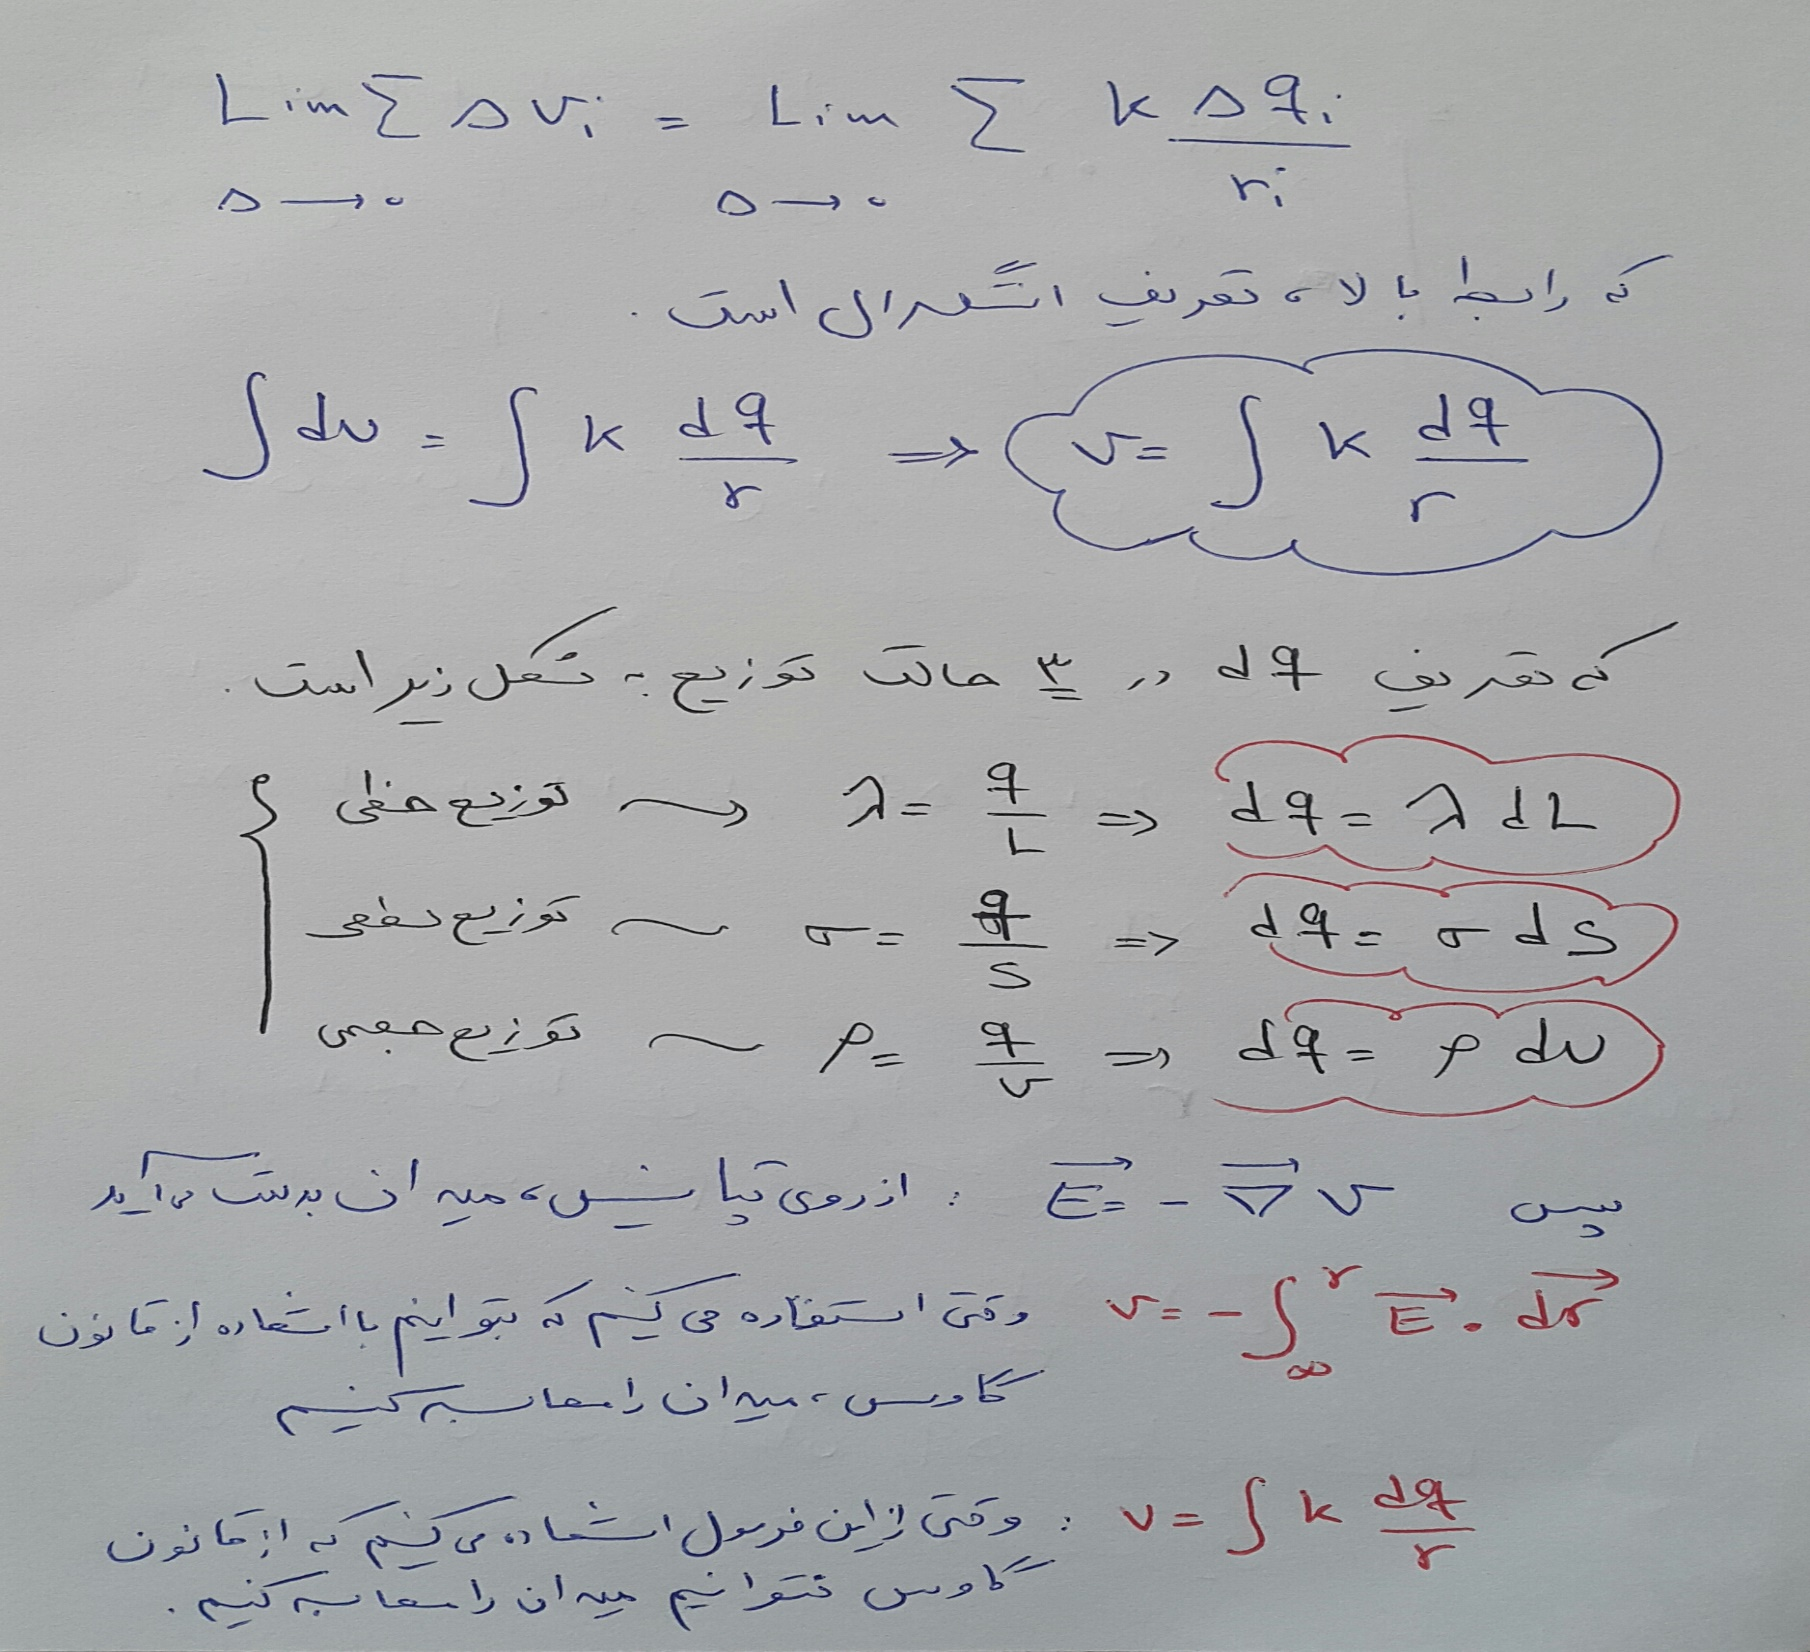 Lim Σ Δvᵢ = Lim Σ kΔqᵢ/rᵢ
Δ→0 Δ→0
که رابطه بالا، تعریف انتگرال است.
∫dv = ∫ k dq/r ⇒ v = ∫ k dq/r
که تعریف dq در ۳ حالت توزیع به شکل زیر است.
توزیع خطی ~> λ = q/L ⇒ dq = λ dL
توزیع سطحی ~ σ = q/S ⇒ dq = σ dS
توزیع حجمی ~ ρ = q/v ⇒ dq = ρ dv
پس E⃗ = - ∇⃗ v : از روی پتانسیل، میدان بدست می‌آید
v = - ∫_∞^r E⃗ . dr⃗ وقتی استفاده می‌کنیم که بتوانیم با استفاده از قانون
گاوس، میدان را محاسبه کنیم
v = ∫ k dq/r : وقتی از این فرمول استفاده می‌کنیم که از قانون
گاوس نتوانیم میدان را محاسبه کنیم.